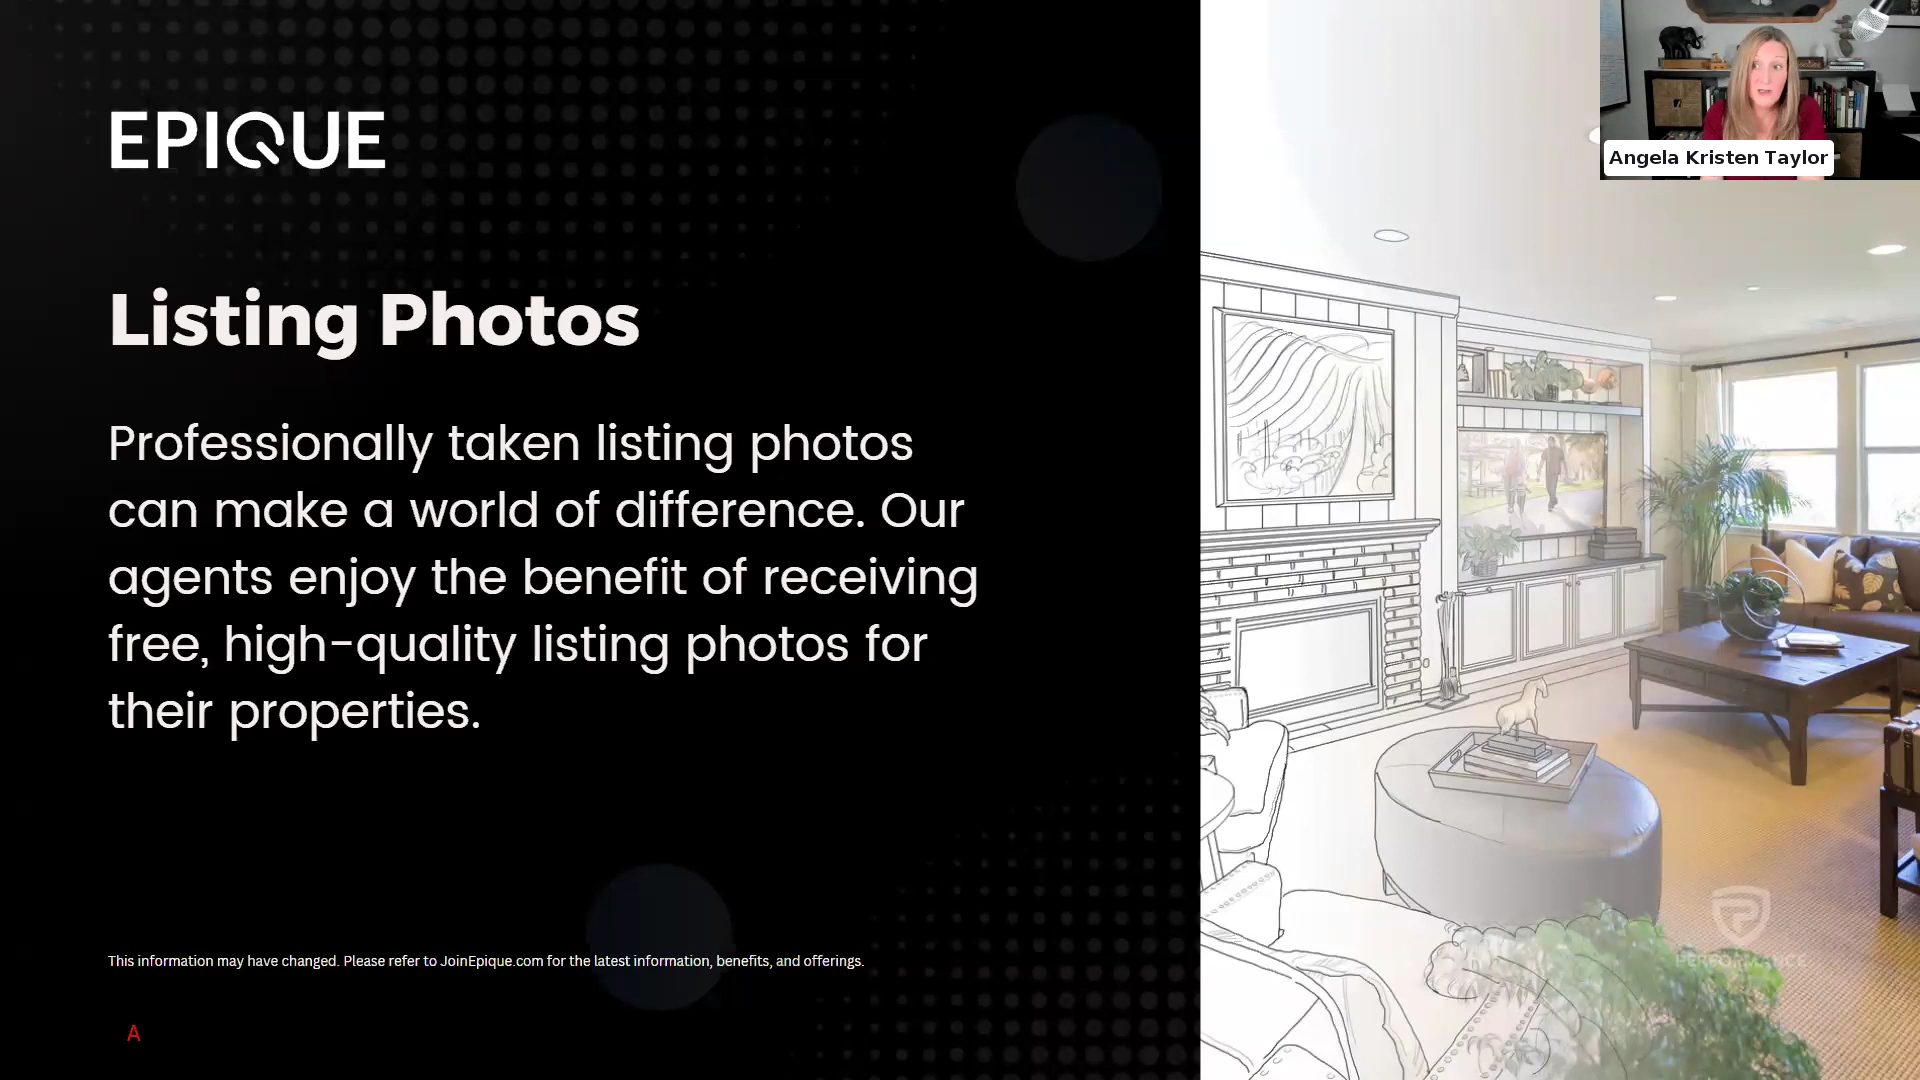 EPIQUE
Angela Kristen Taylor
Listing Photos
Professionally taken listing photos
can make a world of difference. Our
agents enjoy the benefit of receiving
free, high-quality listing photos for
their properties.
PERFORMANCE
This information may have changed. Please refer to JoinEpique.com for the latest information, benefits, and offerings.
A